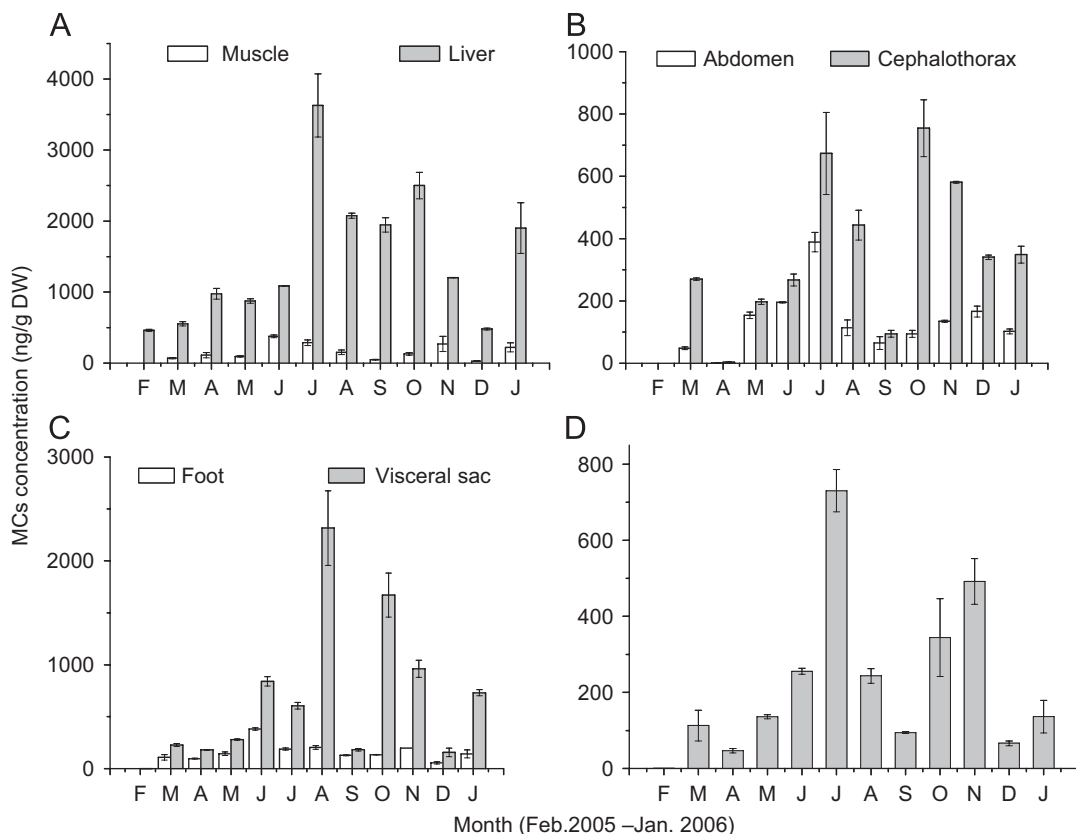 A
Muscle Liver
4000
3000
2000
1000
0
F M A M J J A S O N D J
B
1000
Abdomen Cephalothorax
800
600
400
200
0
F M A M J J A S O N D J
C
3000
Foot Visceral sac
2000
1000
0
F M A M J J A S O N D J
D
800
600
400
200
0
F M A M J J A S O N D J
MCs concentration (ng/g DW)
Month (Feb.2005 –Jan. 2006)